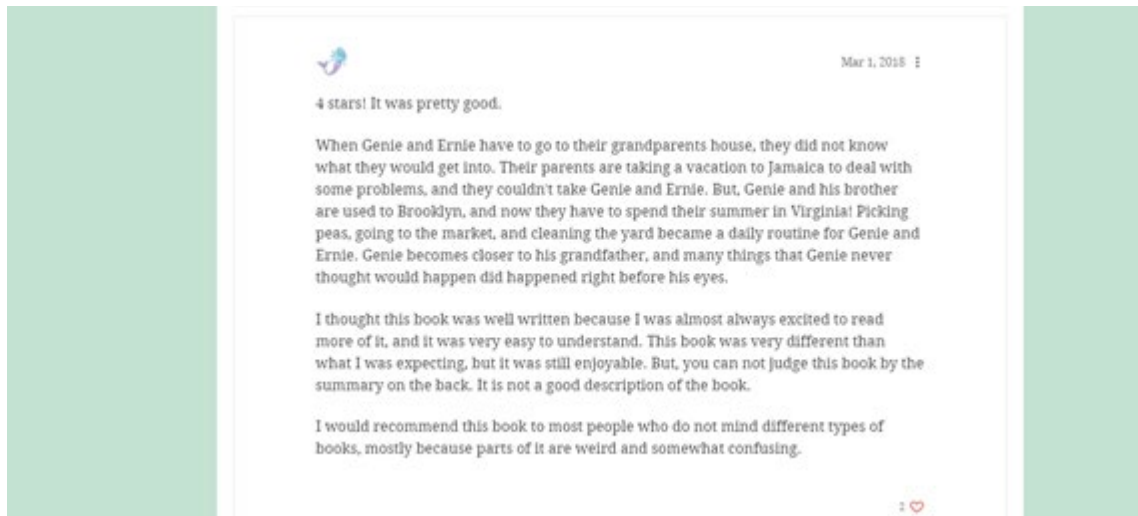 Mar 1, 2018
4 stars! It was pretty good.
When Genie and Ernie have to go to their grandparents house, they did not know
what they would get into. Their parents are taking a vacation to Jamaica to deal with
some problems, and they couldn't take Genie and Ernie. But, Genie and his brother
are used to Brooklyn, and now they have to spend their summer in Virginia! Picking
peas, going to the market, and cleaning the yard became a daily routine for Genie and
Ernie. Genie becomes closer to his grandfather, and many things that Genie never
thought would happen did happened right before his eyes.
I thought this book was well written because I was almost always excited to read
more of it, and it was very easy to understand. This book was very different than
what I was expecting, but it was still enjoyable. But, you can not judge this book by the
summary on the back. It is not a good description of the book.
I would recommend this book to most people who do not mind different types of
books, mostly because parts of it are weird and somewhat confusing.